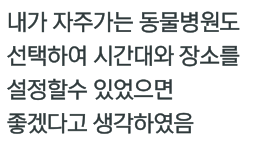 내가 자주가는 동물병원도
선택하여 시간대와 장소를
설정할수 있었으면
좋겠다고 생각하였음